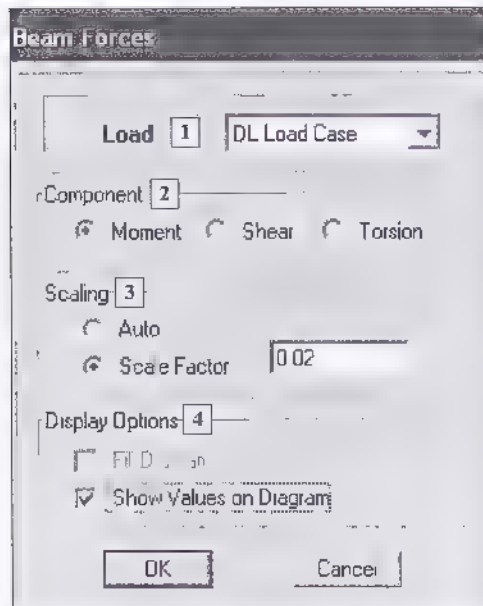 Beam Forces
Load 1 DL Load Case
Component 2
Moment Shear Torsion
Scaling 3
Auto
Scale Factor 0.02
Display Options 4
Show Values on Diagram
OK Cancel